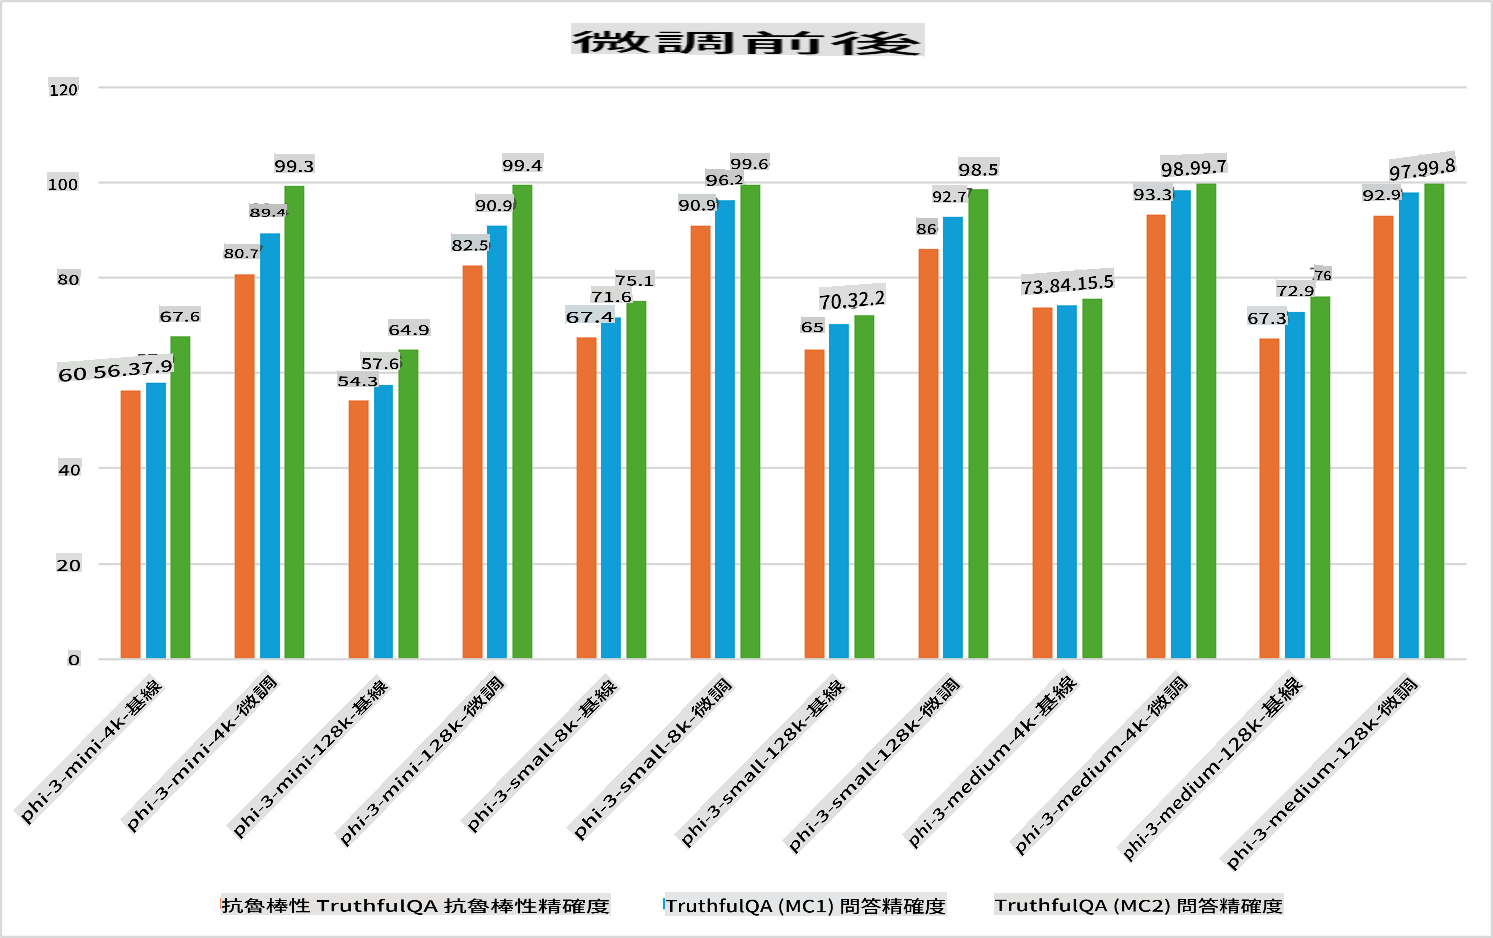 微調前後
120
100
80
60
40
20
0
56.3
7.9
67.6
80.7
89.4
99.3
54.3
57.6
64.9
82.5
90.9
99.4
67.4
71.6
75.1
90.9
96.2
99.6
65
70.32.2
86
92.7
98.5
73.84.15.5
93.3
98.99.7
67.3
72.9
76
92.9
97.99.8
phi-3-mini-4k-基線
phi-3-mini-4k-微調
phi-3-mini-128k-基線
phi-3-mini-128k-微調
phi-3-small-8k-基線
phi-3-small-8k-微調
phi-3-small-128k-基線
phi-3-small-128k-微調
phi-3-medium-4k-基線
phi-3-medium-4k-微調
phi-3-medium-128k-基線
phi-3-medium-128k-微調
抗魯棒性 TruthfulQA 抗魯棒性精確度
TruthfulQA (MC1) 問答精確度
TruthfulQA (MC2) 問答精確度